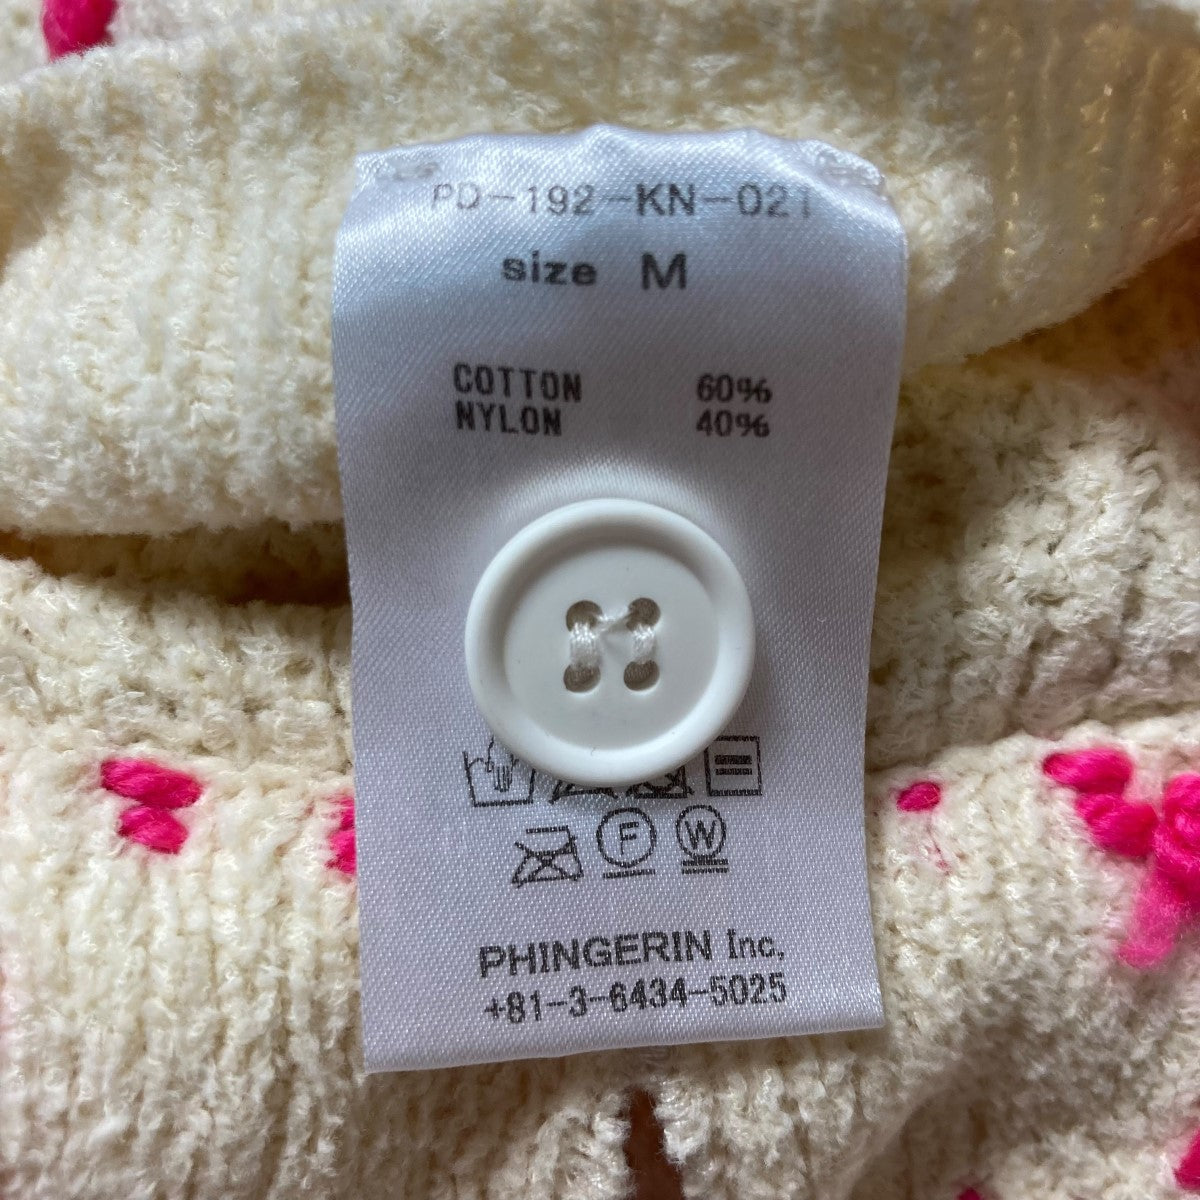 PD-192-KN-021
size M
COTTON 60%
NYLON 40%
F W
PHINGERIN Inc.
+81-3-6434-5025